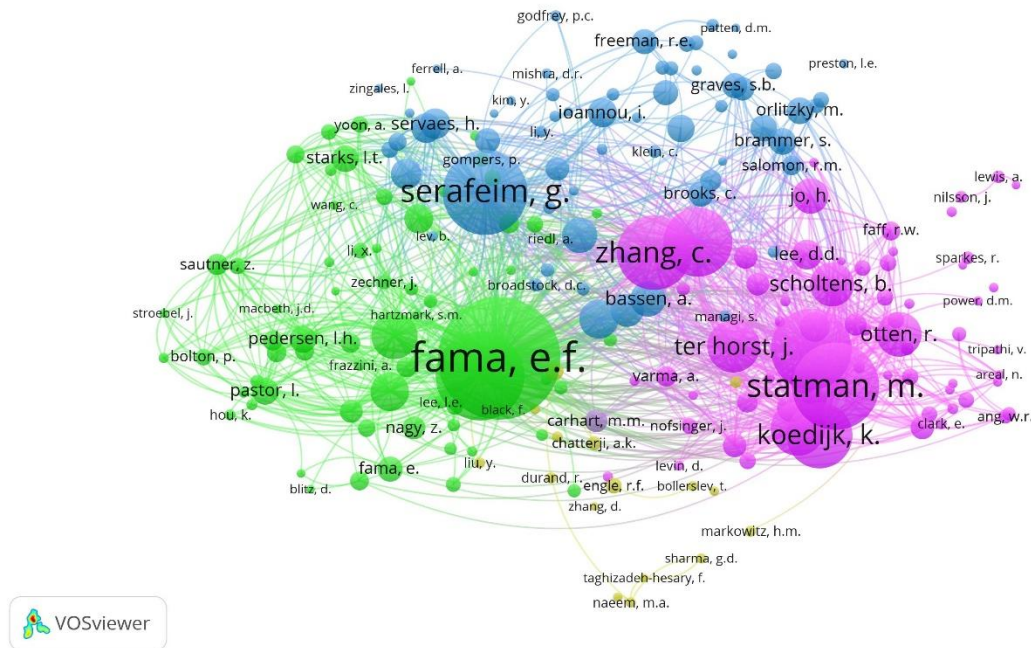 godfrey, p.c.
patten, d.m.
freeman, r.e.
preston, l.e.
ferrell, a.
mishra, d.r.
graves, s.b.
zingales, l.
kim, y.
ioannou, i.
orlitzky, m.
yoon, a.
servaes, h.
li, y.
brammer, s.
starks, l.t.
gompers, p.
klein, c.
salomon, r.m.
serafeim, g.
brooks, c.
jo, h.
lewis, a.
nilsson, j.
wang, c.
lev, b.
riedl, a.
faff, r.w.
li, x.
zhang, c.
lee, d.d.
sautner, z.
sparkes, r.
zechner, j.
broadstock, d.c.
scholtens, b.
bassen, a.
power, d.m.
stroebel, j.
macbeth, j.d.
hartzmark, s.m.
managi, s.
pedersen, l.h.
otten, r.
ter horst, j.
tripathi, v.
bolton, p.
fama, e.f.
frazzini, a.
varma, a.
areal, n.
pastor, l.
statman, m.
lee, l.e.
black, f.
hou, k.
ang, w.r.
carhart, m.m.
nofsinger, j.
clark, e.
nagy, z.
koedijk, k.
chatterji, a.k.
liu, y.
fama, e.
levin, d.
durand, r.
engle, r.f.
bollerslev, t.
blitz, d.
zhang, d.
markowitz, h.m.
sharma, g.d.
taghizadeh-hesary, f.
naeem, m.a.
VOSviewer